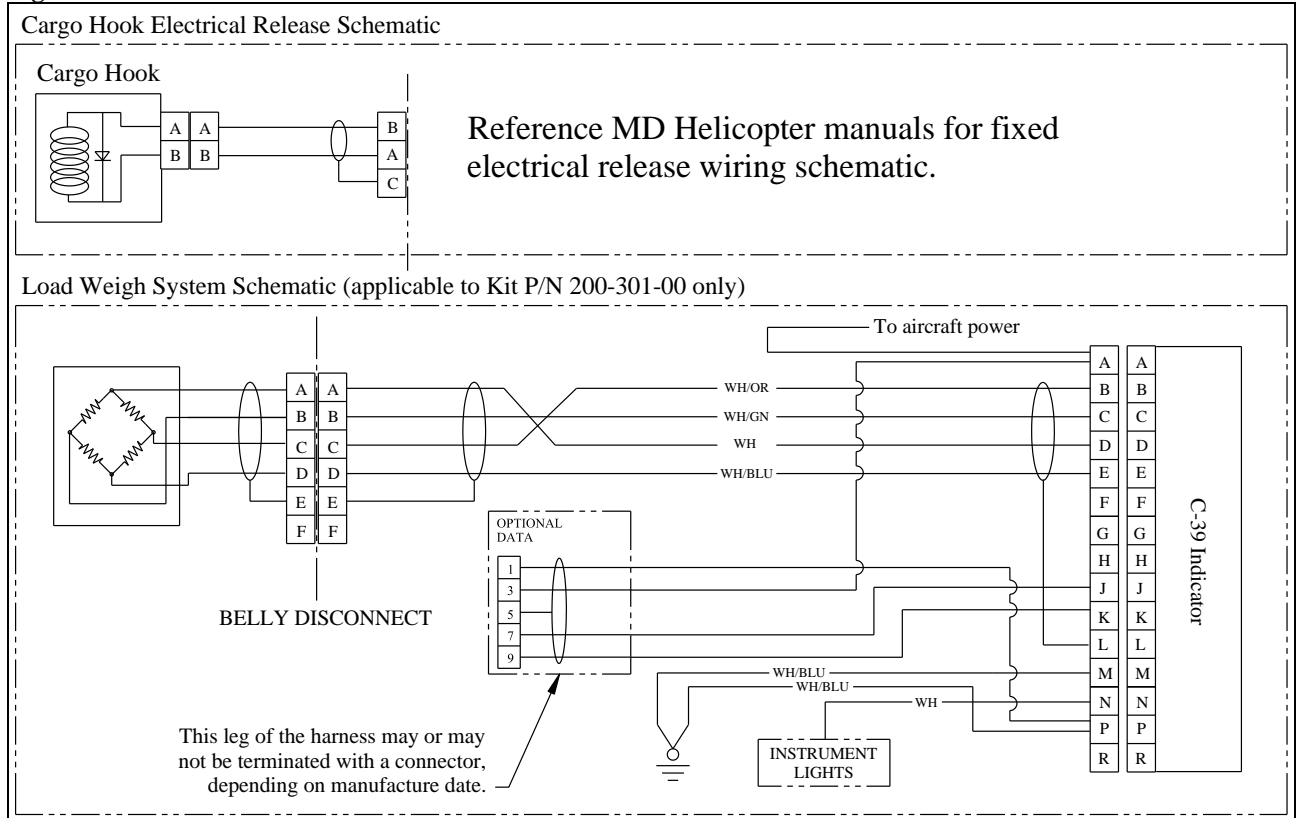 Cargo Hook Electrical Release Schematic
Cargo Hook
A A
B B
B
A
C
Reference MD Helicopter manuals for fixed
electrical release wiring schematic.
Load Weigh System Schematic (applicable to Kit P/N 200-301-00 only)
To aircraft power
A A
B B
C C
D D
E E
F F
BELLY DISCONNECT
WH/OR
WH/GN
WH
WH/BLU
OPTIONAL
DATA
1
3
5
7
9
This leg of the harness may or may
not be terminated with a connector,
depending on manufacture date.
WH/BLU
WH/BLU
WH
INSTRUMENT
LIGHTS
A A
B B
C C
D D
E E
F F
G G
H H
J J
K K
L L
M M
N N
P P
R R
C-39 Indicator